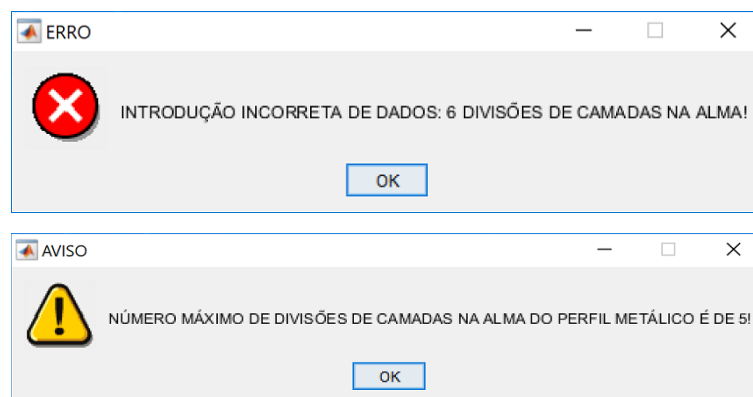 ERRO
INTRODUÇÃO INCORRETA DE DADOS: 6 DIVISÕES DE CAMADAS NA ALMA!
OK
AVISO
NÚMERO MÁXIMO DE DIVISÕES DE CAMADAS NA ALMA DO PERFIL METÁLICO É DE 5!
OK